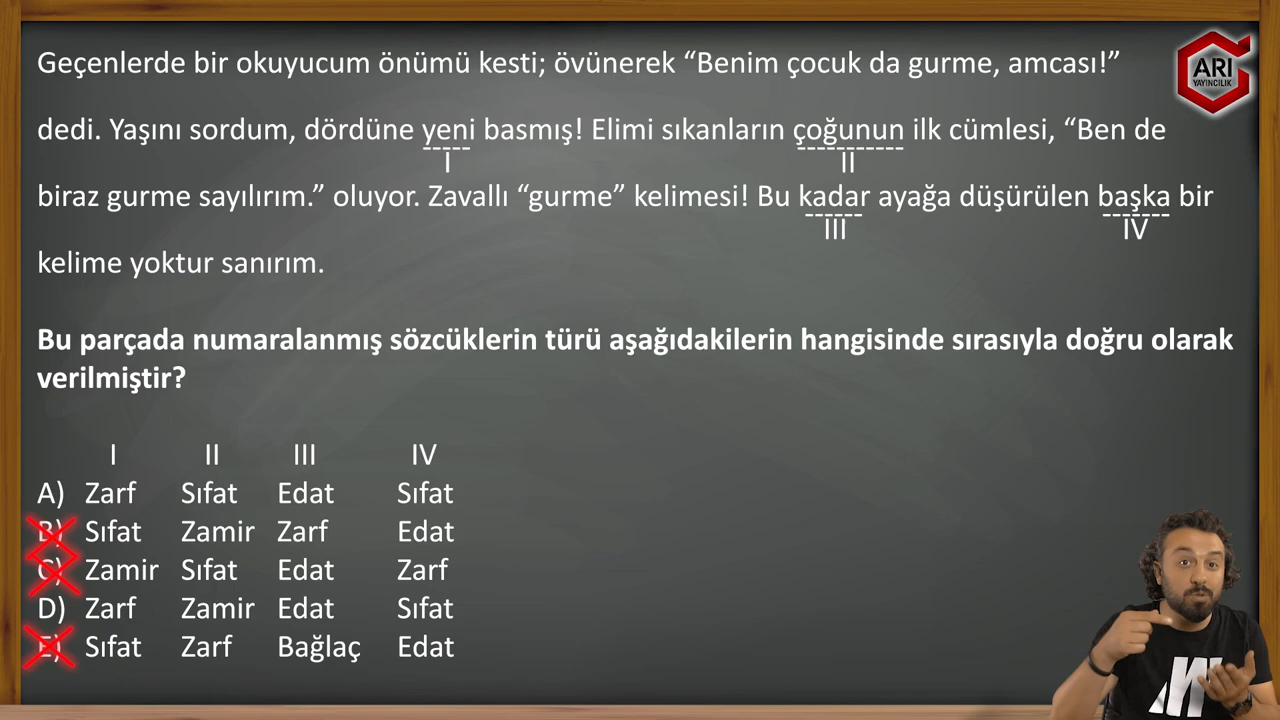 Geçenlerde bir okuyucum önümü kesti; övünerek “Benim çocuk da gurme, amcası!”
dedi. Yaşını sordum, dördüne yeni basmış! Elimi sıkanların çoğunun ilk cümlesi, “Ben de
I II
biraz gurme sayılırım.” oluyor. Zavallı “gurme” kelimesi! Bu kadar ayağa düşürülen başka bir
III IV
kelime yoktur sanırım.
Bu parçada numaralanmış sözcüklerin türü aşağıdakilerin hangisinde sırasıyla doğru olarak
verilmiştir?
I II III IV
A) Zarf Sıfat Edat Sıfat
B) Sıfat Zamir Zarf Edat
C) Zamir Sıfat Edat Zarf
D) Zarf Zamir Edat Sıfat
E) Sıfat Zarf Bağlaç Edat
ARI
YAYINCILIK